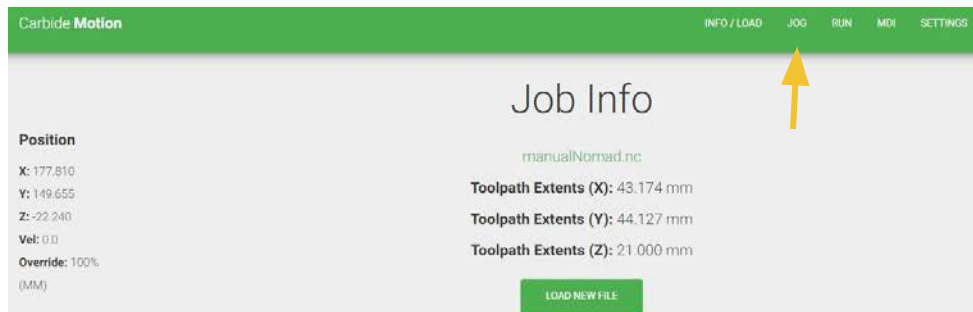 Carbide Motion
INFO / LOAD JOG RUN MDI SETTINGS
Job Info
Position
X: 177.810
Y: 149.655
Z: -22.240
Vel: 0.0
Override: 100%
(MM)
manualNomad.nc
Toolpath Extents (X): 43.174 mm
Toolpath Extents (Y): 44.127 mm
Toolpath Extents (Z): 21.000 mm
LOAD NEW FILE